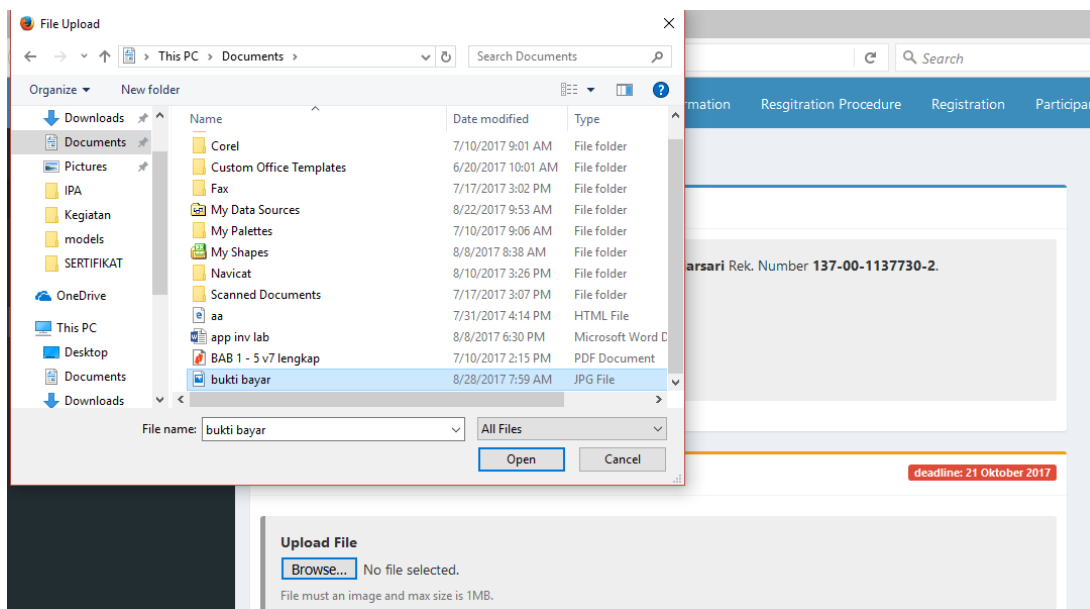 File Upload
This PC > Documents >
Search Documents
Search
Organize
New folder
Resgitration Procedure
Registration
Downloads
Documents
Pictures
IPA
Kegiatan
models
SERTIFIKAT
OneDrive
This PC
Desktop
Documents
Downloads
Name Date modified Type
Corel 7/10/2017 9:01 AM File folder
Custom Office Templates 6/20/2017 10:01 AM File folder
Fax 7/17/2017 3:02 PM File folder
My Data Sources 8/22/2017 9:53 AM File folder
My Palettes 7/10/2017 9:06 AM File folder
My Shapes 8/8/2017 8:38 AM File folder
Navicat 8/10/2017 3:26 PM File folder
Scanned Documents 7/17/2017 3:07 PM File folder
aa 7/31/2017 4:14 PM HTML File
app inv lab 8/8/2017 6:30 PM Microsoft Word D
BAB 1 - 5 v7 lengkap 7/10/2017 2:15 PM PDF Document
bukti bayar 8/28/2017 7:59 AM JPG File
File name: bukti bayar
All Files
Open Cancel
arsari Rek. Number 137-00-1137730-2.
deadline: 21 Oktober 2017
Upload File
Browse... No file selected.
File must an image and max size is 1MB.